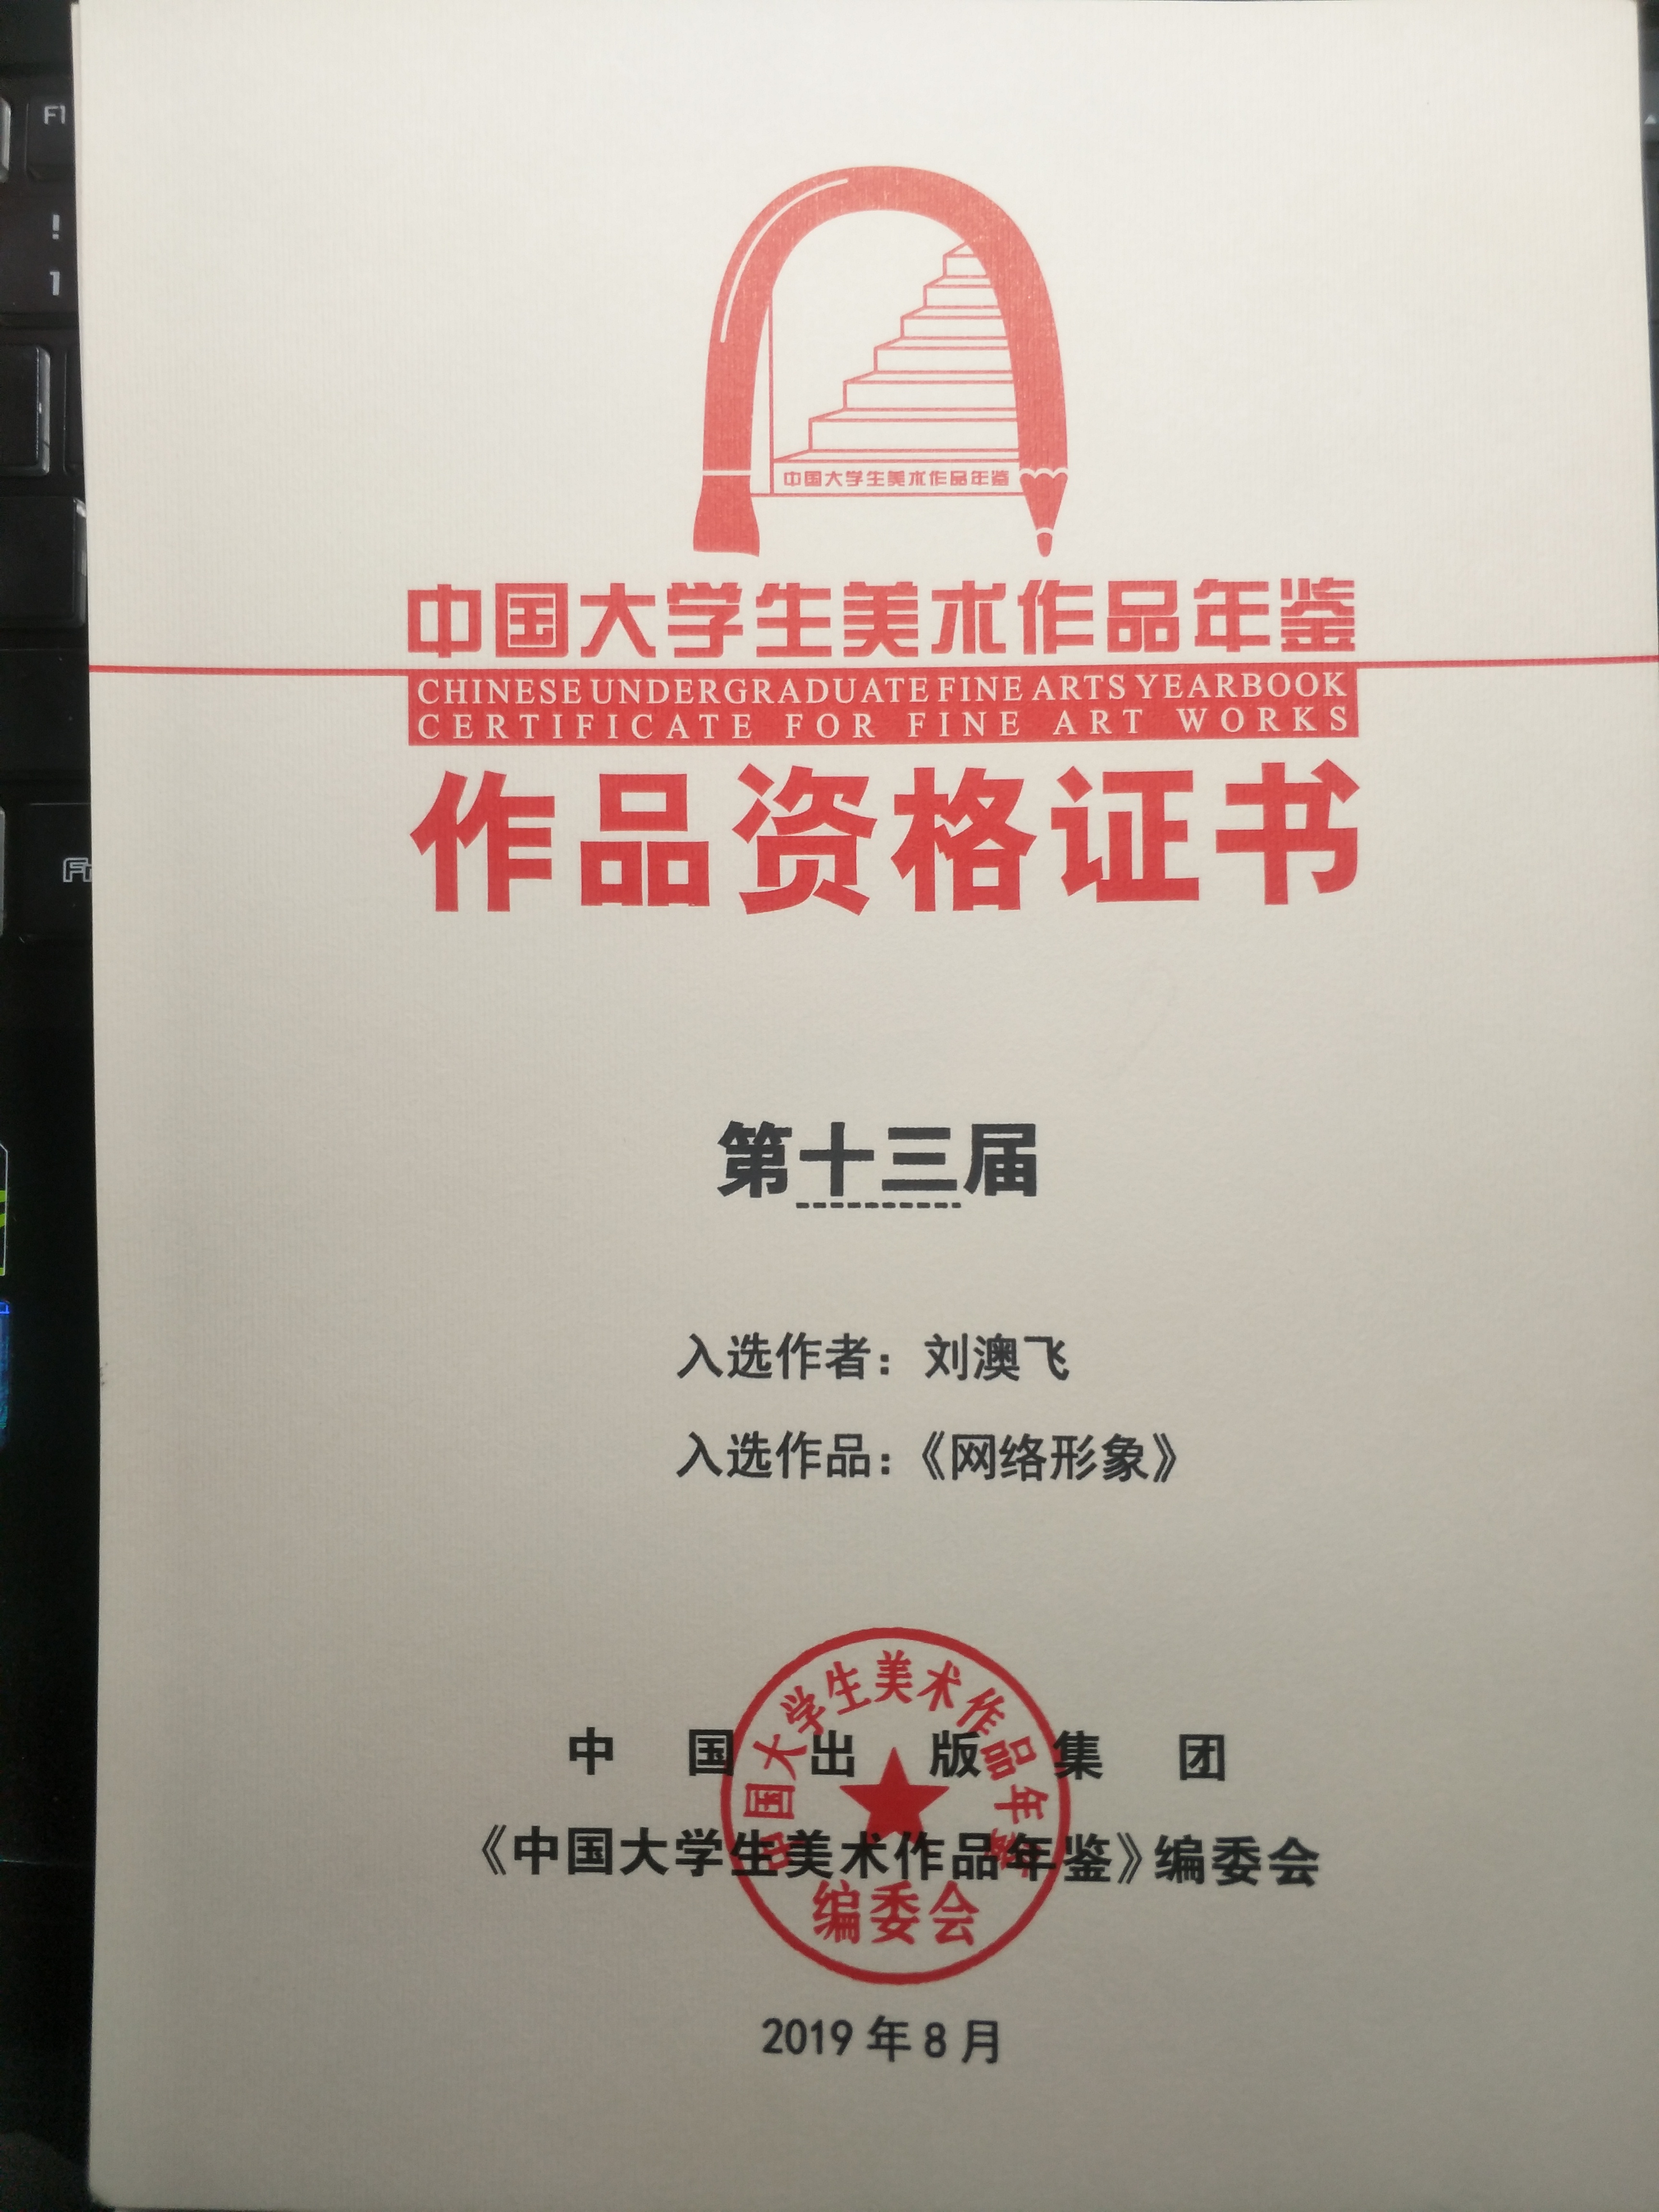 F1
!
1
中国大学生美术作品年鉴
中国大学生美术作品年鉴
CHINESE UNDERGRADUATE FINE ARTS YEARBOOK
CERTIFICATE FOR FINE ART WORKS
作品资格证书
第十三届
入选作者：刘澳飞
入选作品：《网络形象》
中国出版集团
《中国大学生美术作品年鉴》编委会
中国大学生美术作品年鉴
编委会
2019年8月